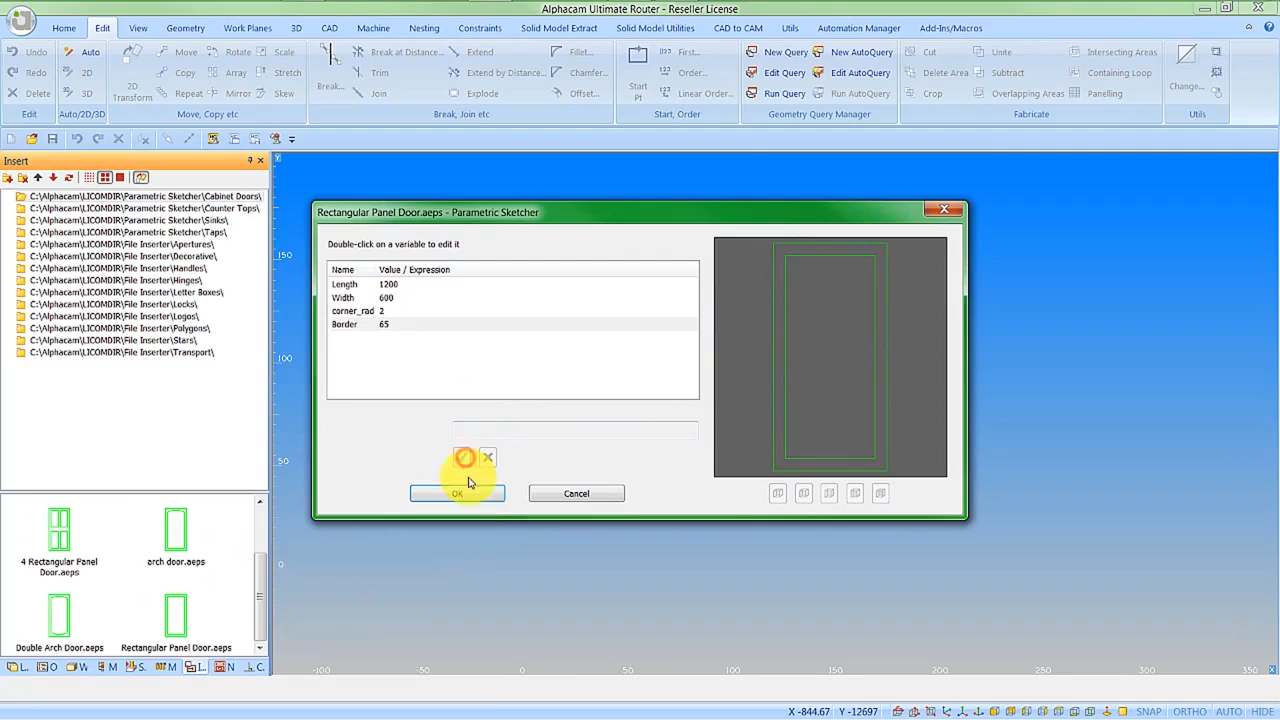 Alphacam Ultimate Router - Reseller License
Home Edit View Geometry Work Planes 3D CAD Machine Nesting Constraints Solid Model Extract Solid Model Utilities CAD to CAM Utils Automation Manager Add-Ins/Macros
Undo Auto Move Rotate Scale Break at Distance... Extend Fillet... First... New Query New AutoQuery Cut Unite Intersecting Areas
Redo 2D Copy Array Stretch Trim Extend by Distance... Chamfer... Order... Edit Query Edit AutoQuery Delete Area Subtract Containing Loop
Delete 3D 2D Transform Repeat Mirror Skew Break... Join Explode Offset... Start Pt Linear Order... Run Query Run AutoQuery Crop Overlapping Areas Panelling Change...
Edit Auto/2D/3D Move, Copy etc Break, Join etc Start, Order Geometry Query Manager Fabricate Utils
Insert
C:\Alphacam\LICOMDIR\Parametric Sketcher\Cabinet Doors\
C:\Alphacam\LICOMDIR\Parametric Sketcher\Counter Tops\
C:\Alphacam\LICOMDIR\Parametric Sketcher\Sinks\
C:\Alphacam\LICOMDIR\Parametric Sketcher\Taps\
C:\Alphacam\LICOMDIR\File Inserter\Apertures\
C:\Alphacam\LICOMDIR\File Inserter\Decorative\
C:\Alphacam\LICOMDIR\File Inserter\Handles\
C:\Alphacam\LICOMDIR\File Inserter\Hinges\
C:\Alphacam\LICOMDIR\File Inserter\Letter Boxes\
C:\Alphacam\LICOMDIR\File Inserter\Locks\
C:\Alphacam\LICOMDIR\File Inserter\Logos\
C:\Alphacam\LICOMDIR\File Inserter\Polygons\
C:\Alphacam\LICOMDIR\File Inserter\Stars\
C:\Alphacam\LICOMDIR\File Inserter\Transport\
4 Rectangular Panel
Door.aeps
arch door.aeps
Double Arch Door.aeps
Rectangular Panel Door.aeps
L... O W M S. M I... N C.
Y
150
100
50
0
Rectangular Panel Door.aeps - Parametric Sketcher
Double-click on a variable to edit it
Name Value / Expression
Length 1200
Width 600
corner_rad 2
Border 65
OK Cancel
-100 -50 0 50 100 150 200 250 300 350 X
X -844.67 Y -12697 SNAP ORTHO AUTO HIDE